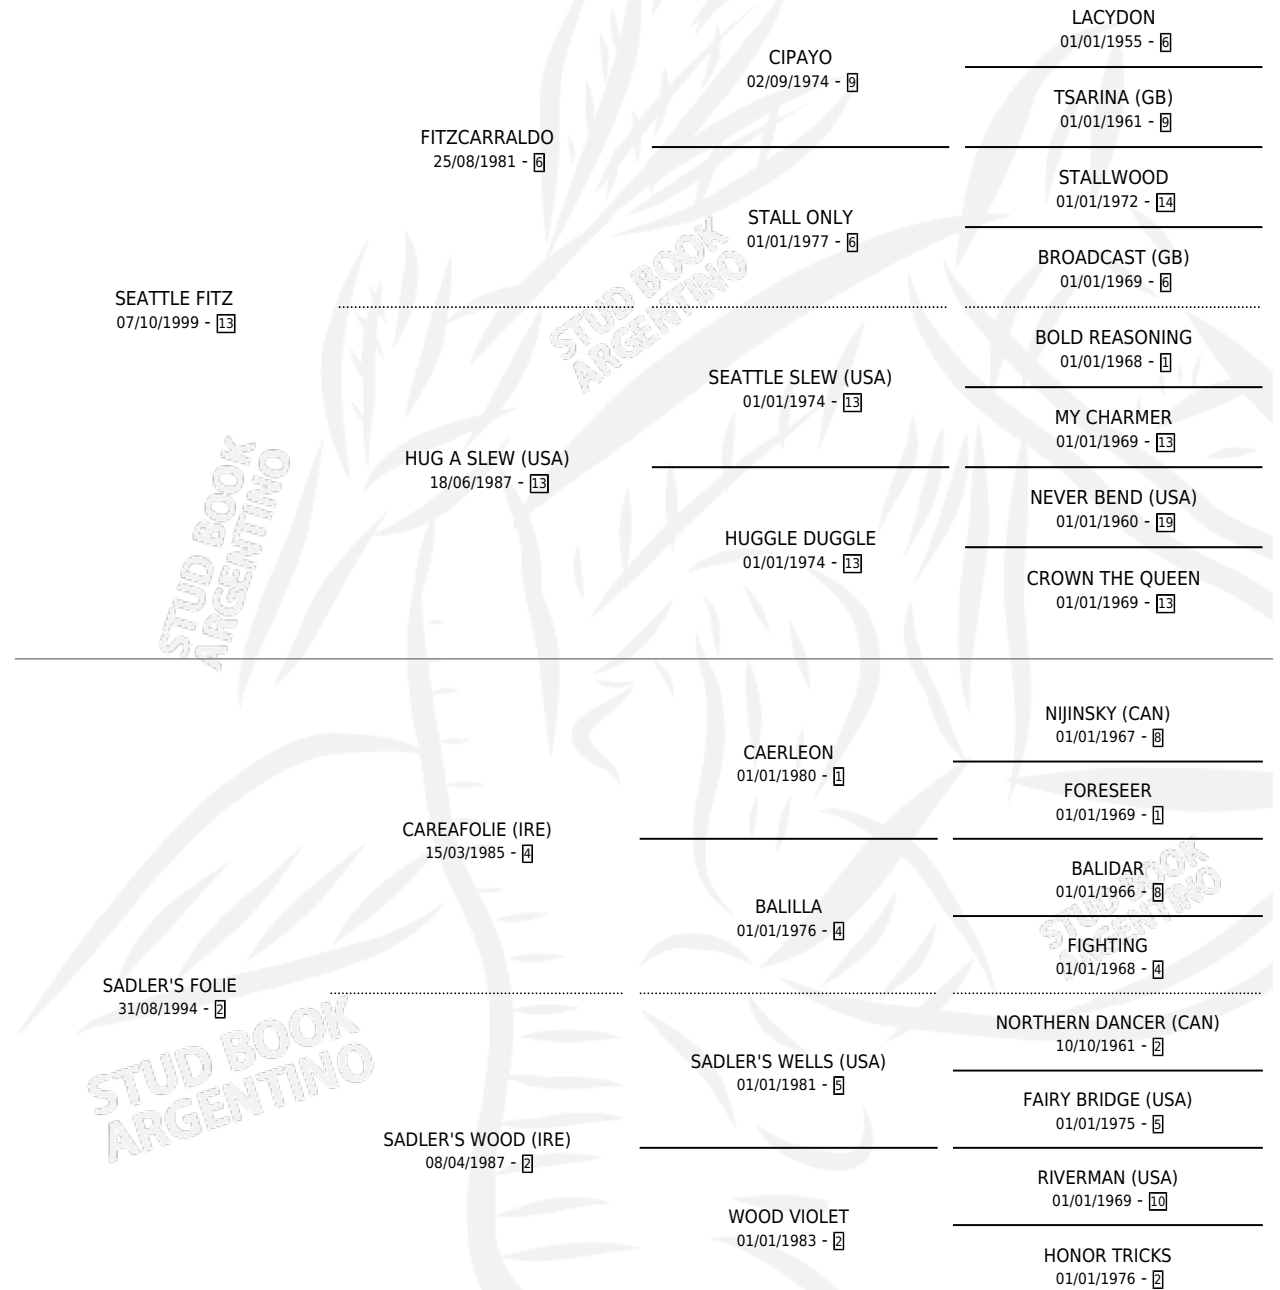 LACYDON
01/01/1955 - 6
CIPAYO
02/09/1974 - 9
TSARINA (GB)
01/01/1961 - 9
FITZCARRALDO
25/08/1981 - 6
STALLWOOD
01/01/1972 - 14
STALL ONLY
01/01/1977 - 6
BROADCAST (GB)
01/01/1969 - 6
SEATTLE FITZ
07/10/1999 - 13
STUD BOOK
ARGENTINO
BOLD REASONING
01/01/1968 - 1
SEATTLE SLEW (USA)
01/01/1974 - 13
MY CHARMER
01/01/1969 - 13
HUG A SLEW (USA)
18/06/1987 - 13
NEVER BEND (USA)
01/01/1960 - 19
HUGGLE DUGGLE
01/01/1974 - 13
CROWN THE QUEEN
01/01/1969 - 13
STUD BOOK
ARGENTINO
NIJINSKY (CAN)
01/01/1967 - 8
CAERLEON
01/01/1980 - 1
FORESEER
01/01/1969 - 1
CAREAFOLIE (IRE)
15/03/1985 - 4
BALIDAR
01/01/1966 - 8
BALILLA
01/01/1976 - 4
STUD BOOK
ARGENTINO
FIGHTING
01/01/1968 - 4
SADLER'S FOLIE
31/08/1994 - 2
NORTHERN DANCER (CAN)
10/10/1961 - 2
SADLER'S WELLS (USA)
01/01/1981 - 5
STUD BOOK
ARGENTINO
FAIRY BRIDGE (USA)
01/01/1975 - 5
SADLER'S WOOD (IRE)
08/04/1987 - 2
RIVERMAN (USA)
01/01/1969 - 10
WOOD VIOLET
01/01/1983 - 2
HONOR TRICKS
01/01/1976 - 2